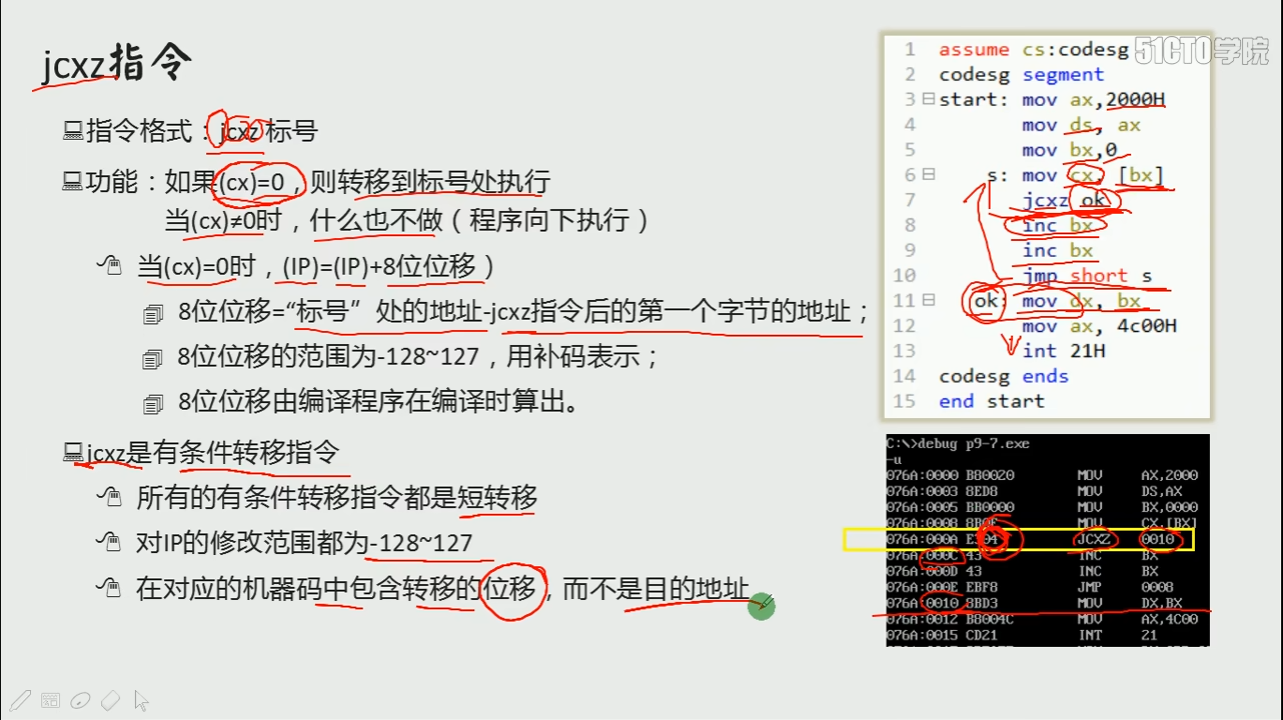 jcxz指令
指令格式：jcxz 标号
功能：如果(cx)=0，则转移到标号处执行
当(cx)≠0时，什么也不做（程序向下执行）
当(cx)=0时，(IP)=(IP)+8位位移）
8位位移=“标号”处的地址-jcxz指令后的第一个字节的地址；
8位位移的范围为-128~127，用补码表示；
8位位移由编译程序在编译时算出。
jcxz是有条件转移指令
所有的有条件转移指令都是短转移
对IP的修改范围都为-128~127
在对应的机器码中包含转移的位移，而不是目的地址
51CTO学院
1 assume cs:codesg
2 codesg segment
3 start: mov ax,2000H
4 mov ds, ax
5 mov bx,0
6 s: mov cx, [bx]
7 jcxz ok
8 inc bx
9 inc bx
10 jmp short s
11 ok: mov dx, bx
12 mov ax, 4c00H
13 int 21H
14 codesg ends
15 end start
C:\>debug p9-7.exe
-u
076A:0000 B80020 MOV AX,2000
076A:0003 8ED8 MOV DS,AX
076A:0005 BB0000 MOV BX,0000
076A:0008 8B0F MOV CX,[BX]
076A:000A E304 JCXZ 0010
076A:000C 43 INC BX
076A:000D 43 INC BX
076A:000E EBF8 JMP 0008
076A:0010 8BD3 MOV DX,BX
076A:0012 B8004C MOV AX,4C00
076A:0015 CD21 INT 21